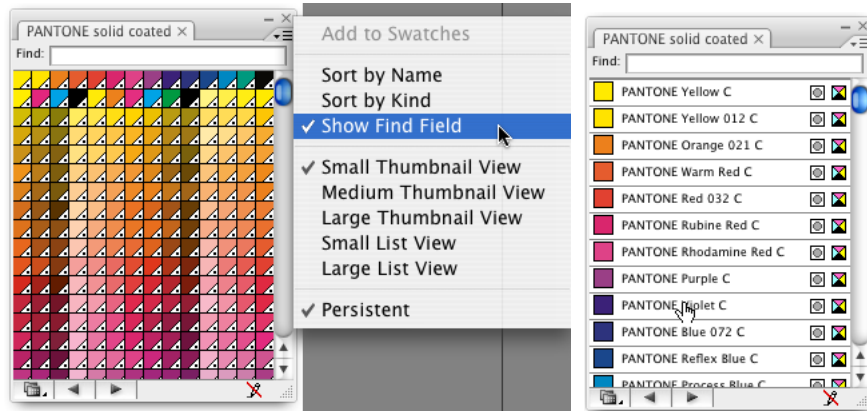 PANTONE solid coated ×
Find:
Add to Swatches
Sort by Name
Sort by Kind
✓ Show Find Field
✓ Small Thumbnail View
Medium Thumbnail View
Large Thumbnail View
Small List View
Large List View
✓ Persistent
PANTONE solid coated ×
Find:
PANTONE Yellow C
PANTONE Yellow 012 C
PANTONE Orange 021 C
PANTONE Warm Red C
PANTONE Red 032 C
PANTONE Rubine Red C
PANTONE Rhodamine Red C
PANTONE Purple C
PANTONE Violet C
PANTONE Blue 072 C
PANTONE Reflex Blue C
PANTONE Process Blue C